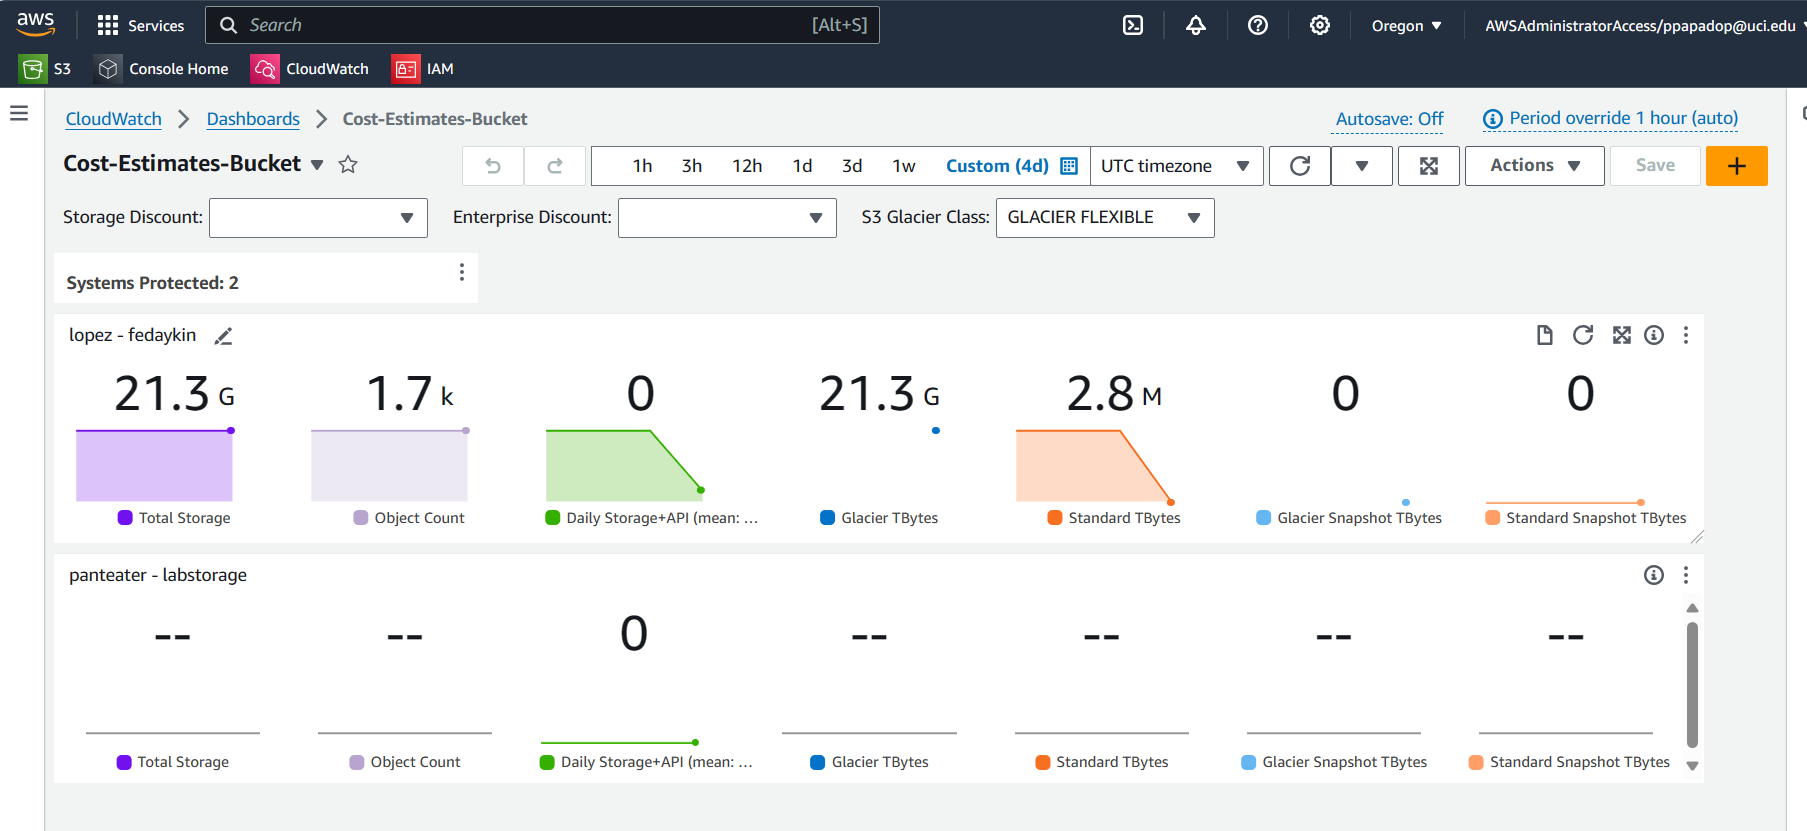 aws
Services
Search
[Alt+S]
Oregon
AWSAdministratorAccess/ppapadop@uci.edu
S3
Console Home
CloudWatch
IAM
CloudWatch
Dashboards
Cost-Estimates-Bucket
Autosave: Off
Period override 1 hour (auto)
Cost-Estimates-Bucket
1h 3h 12h 1d 3d 1w Custom (4d)
UTC timezone
Actions
Save
Storage Discount:
Enterprise Discount:
S3 Glacier Class:
GLACIER FLEXIBLE
Systems Protected: 2
lopez - fedaykin
21.3 G
1.7 k
0
21.3 G
2.8 M
0
0
Total Storage
Object Count
Daily Storage+API (mean: ...
Glacier TBytes
Standard TBytes
Glacier Snapshot TBytes
Standard Snapshot TBytes
panteater - labstorage
--
--
0
--
--
--
--
Total Storage
Object Count
Daily Storage+API (mean: ...
Glacier TBytes
Standard TBytes
Glacier Snapshot TBytes
Standard Snapshot TBytes